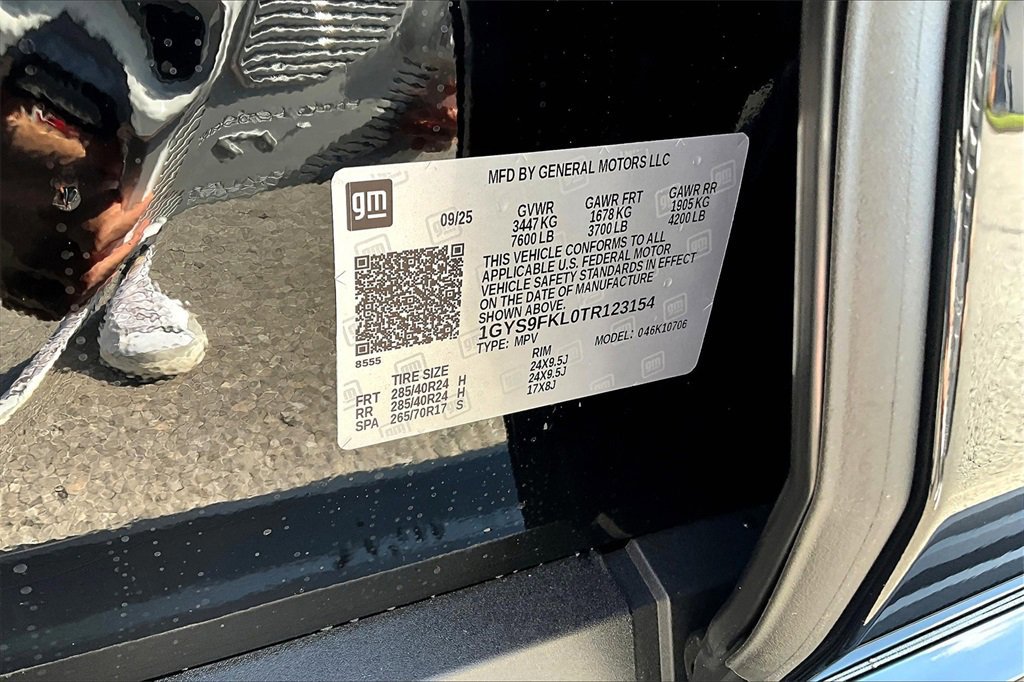 MFD BY GENERAL MOTORS LLC
gm
09/25 GVWR GAWR FRT GAWR RR
3447 KG 1678 KG 1905 KG
7600 LB 3700 LB 4200 LB
THIS VEHICLE CONFORMS TO ALL
APPLICABLE U.S. FEDERAL MOTOR
VEHICLE SAFETY STANDARDS IN EFFECT
ON THE DATE OF MANUFACTURE
SHOWN ABOVE.
1GYS9FKL0TR123154
TYPE: MPV MODEL: 046K10706
8555
TIRE SIZE RIM
FRT 285/40R24 H 24X9.5J
RR 285/40R24 H 24X9.5J
SPA 265/70R17 S 17X8J